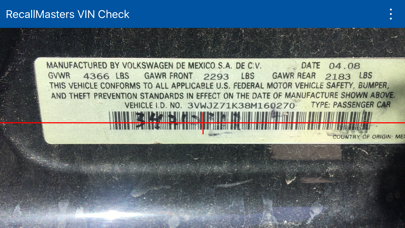 RecallMasters VIN Check
MANUFACTURED BY VOLKSWAGEN DE MEXICO S.A. DE C.V. DATE 04.08
GVWR 4366 LBS GAWR FRONT 2293 LBS GAWR REAR 2183 LBS
THIS VEHICLE CONFORMS TO ALL APPLICABLE U.S. FEDERAL MOTOR VEHICLE SAFETY, BUMPER,
AND THEFT PREVENTION STANDARDS IN EFFECT ON THE DATE OF MANUFACTURE SHOWN ABOVE.
VEHICLE I.D. NO. 3VWJZ71K38M160270 TYPE: PASSENGER CAR
COUNTRY OF ORIGIN: